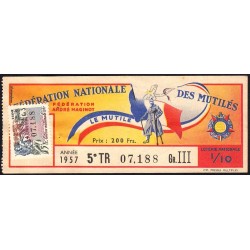 FÉDÉRATION NATIONALE DES MUTILÉS
FÉDÉRATION
ANDRÉ MAGINOT
LE MUTILÉ
Prix : 200 Frs.
07.188
ANNÉE
1957
5e TR 07.188 Gr. III
1/10